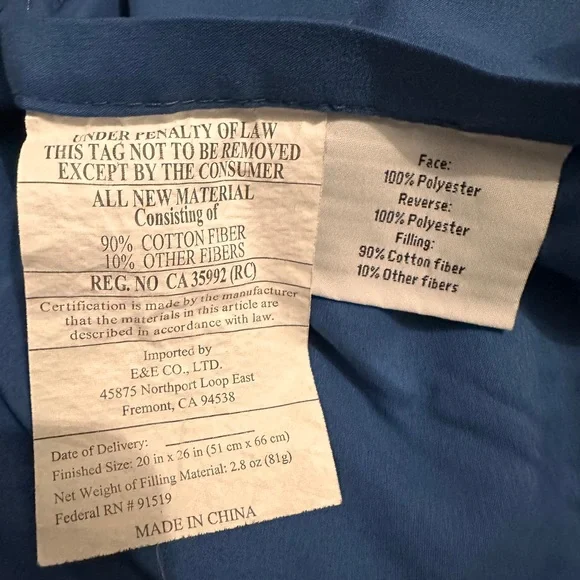 UNDER PENALTY OF LAW
THIS TAG NOT TO BE REMOVED
EXCEPT BY THE CONSUMER
ALL NEW MATERIAL
Consisting of
90% COTTON FIBER
10% OTHER FIBERS
REG. NO CA 35992 (RC)
Certification is made by the manufacturer
that the materials in this article are
described in accordance with law.
Imported by
E&E CO., LTD.
45875 Northport Loop East
Fremont, CA 94538
Date of Delivery:
Finished Size: 20 in x 26 in (51 cm x 66 cm)
Net Weight of Filling Material: 2.8 oz (81g)
Federal RN # 91519
MADE IN CHINA
Face:
100% Polyester
Reverse:
100% Polyester
Filling:
90% Cotton fiber
10% Other fibers